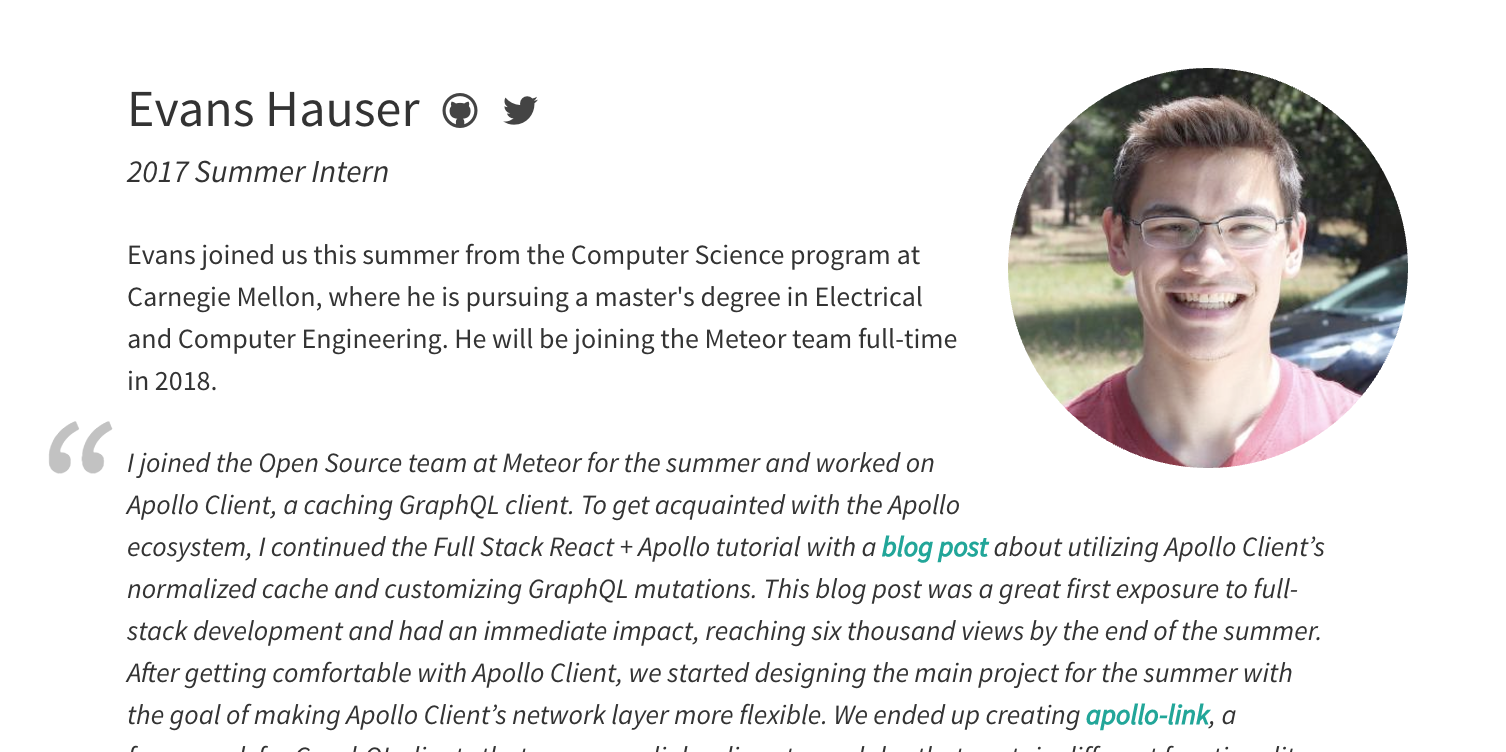 Evans Hauser
2017 Summer Intern
Evans joined us this summer from the Computer Science program at
Carnegie Mellon, where he is pursuing a master's degree in Electrical
and Computer Engineering. He will be joining the Meteor team full-time
in 2018.
“
I joined the Open Source team at Meteor for the summer and worked on
Apollo Client, a caching GraphQL client. To get acquainted with the Apollo
ecosystem, I continued the Full Stack React + Apollo tutorial with a blog post about utilizing Apollo Client’s
normalized cache and customizing GraphQL mutations. This blog post was a great first exposure to full-
stack development and had an immediate impact, reaching six thousand views by the end of the summer.
After getting comfortable with Apollo Client, we started designing the main project for the summer with
the goal of making Apollo Client’s network layer more flexible. We ended up creating apollo-link, a